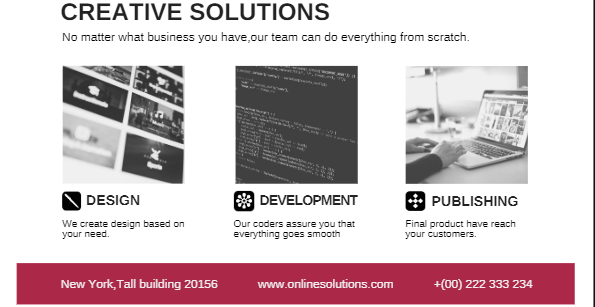 CREATIVE SOLUTIONS
No matter what business you have,our team can do everything from scratch.
DESIGN
DEVELOPMENT
PUBLISHING
We create design based on
your need.
Our coders assure you that
everything goes smooth
Final product have reach
your customers.
New York,Tall building 20156
www.onlinesolutions.com
+(00) 222 333 234